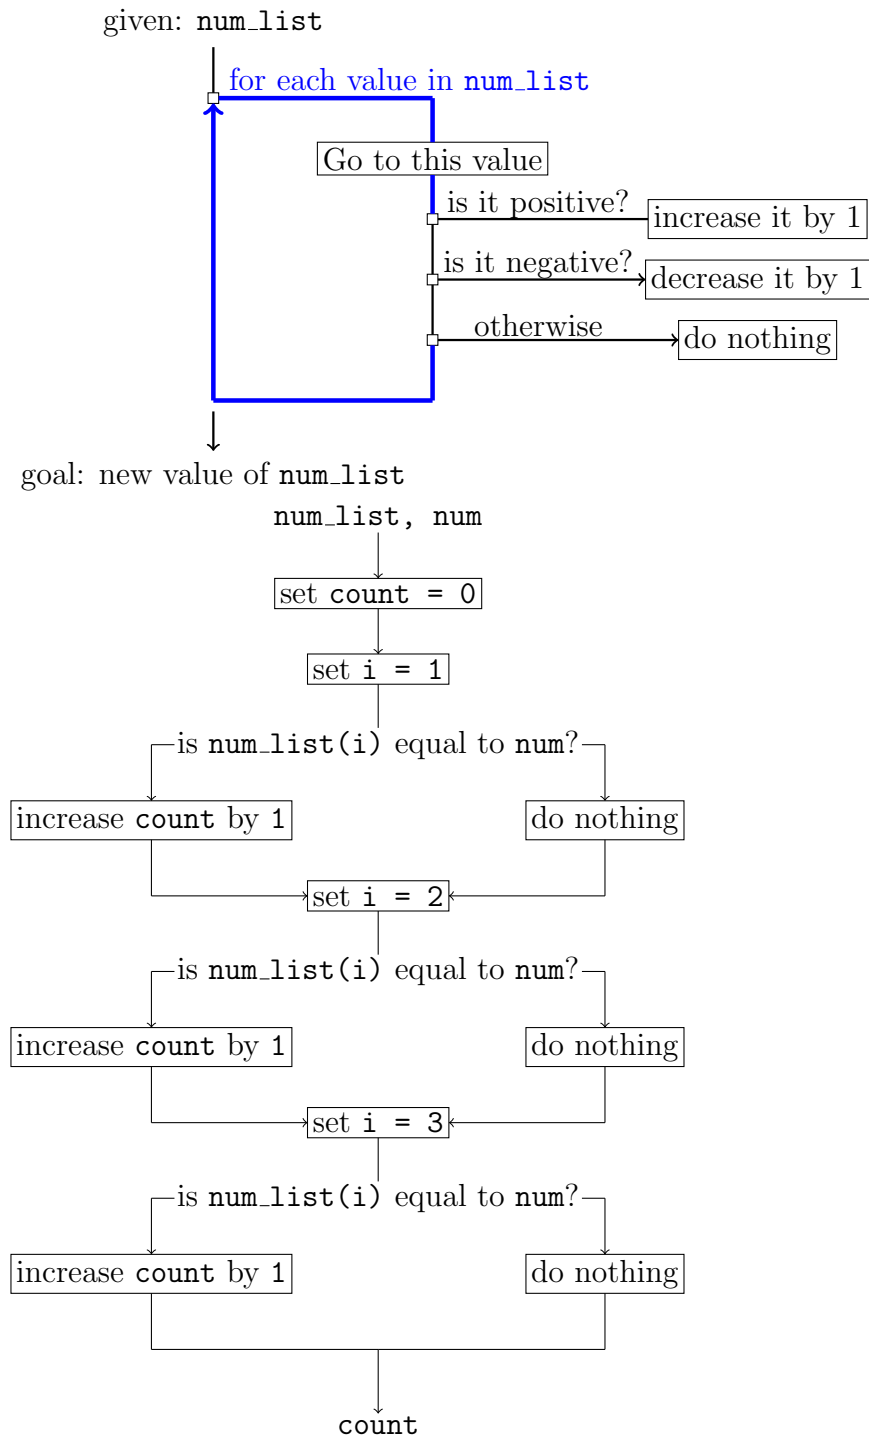 given: num_list
for each value in num_list
Go to this value
is it positive?
increase it by 1
is it negative?
decrease it by 1
otherwise
do nothing
goal: new value of num_list
num_list, num
set count = 0
set i = 1
is num_list(i) equal to num?
increase count by 1
do nothing
set i = 2
is num_list(i) equal to num?
increase count by 1
do nothing
set i = 3
is num_list(i) equal to num?
increase count by 1
do nothing
count